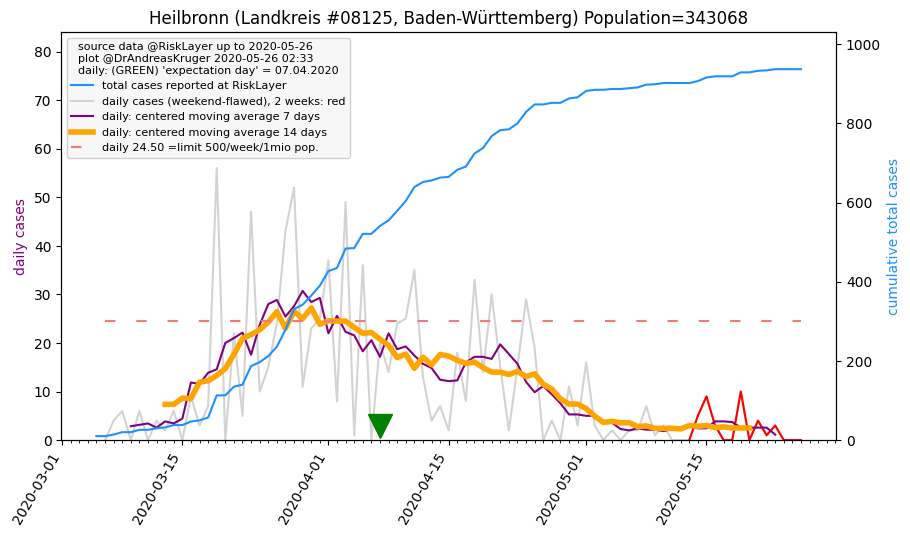 Heilbronn (Landkreis #08125, Baden-Württemberg) Population=343068
source data @RiskLayer up to 2020-05-26
plot @DrAndreasKruger 2020-05-26 02:33
daily: (GREEN) 'expectation day' = 07.04.2020
total cases reported at RiskLayer
daily cases (weekend-flawed), 2 weeks: red
daily: centered moving average 7 days
daily: centered moving average 14 days
daily 24.50 =limit 500/week/1mio pop.
daily cases
80
70
60
50
40
30
20
10
0
1000
800
600
400
200
0
cumulative total cases
2020-03-01
2020-03-15
2020-04-01
2020-04-15
2020-05-01
2020-05-15